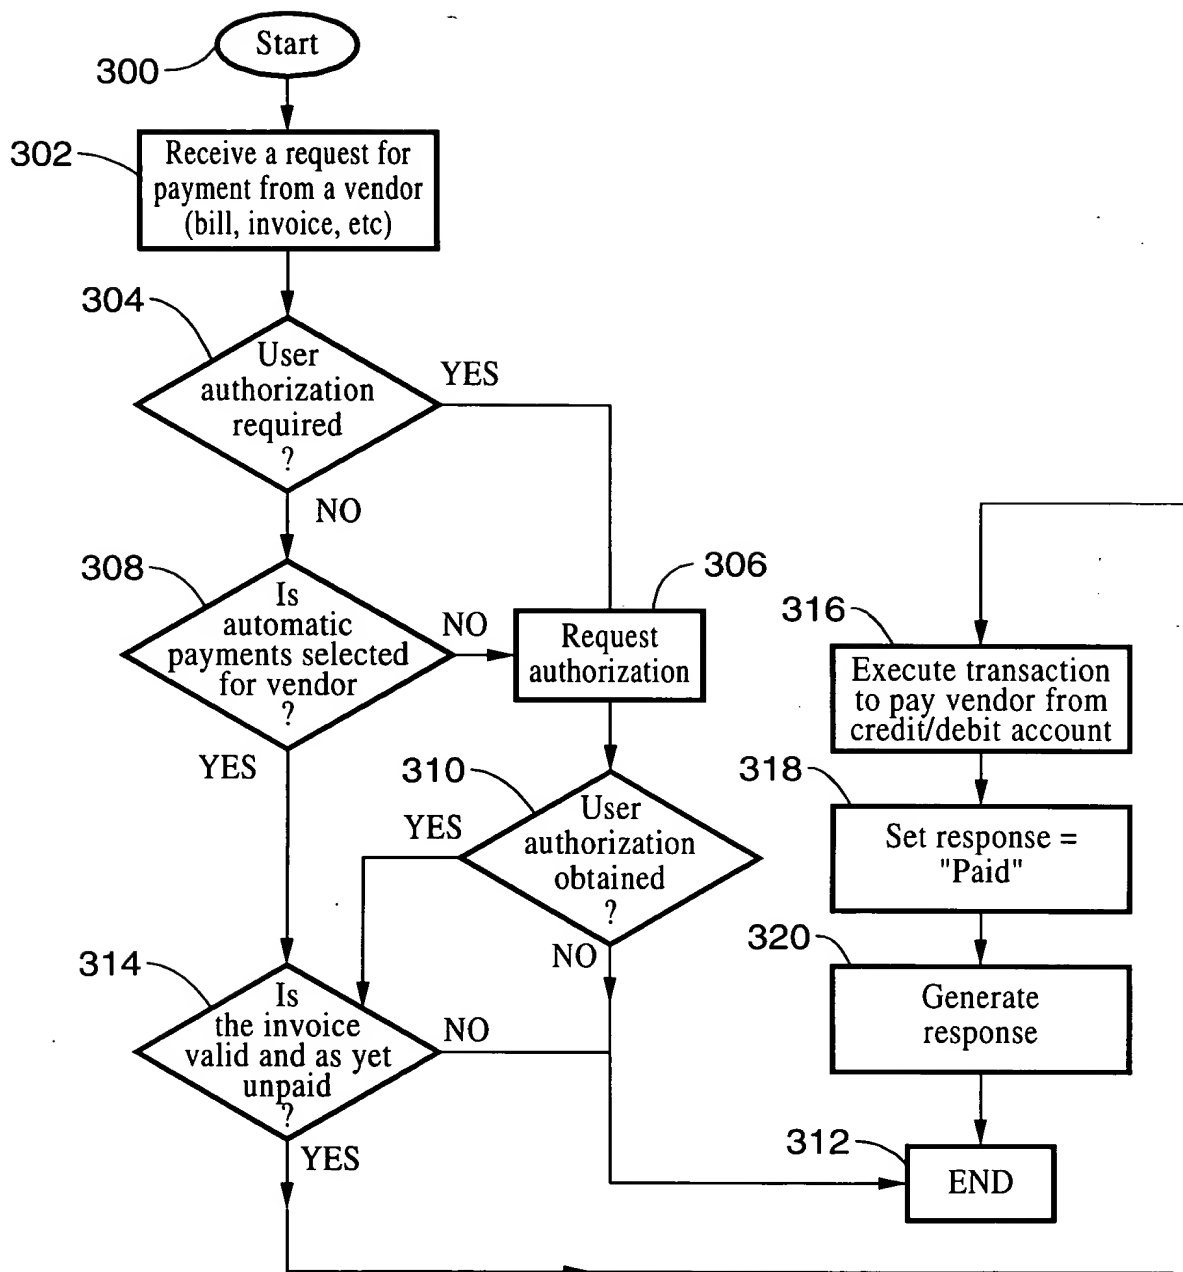 Start
300
302
Receive a request for
payment from a vendor
(bill, invoice, etc)
304
User
authorization
required
?
YES
NO
308
Is
automatic
payments selected
for vendor
?
NO
YES
306
Request
authorization
310
User
authorization
obtained
?
YES
NO
314
Is
the invoice
valid and as yet
unpaid
?
NO
YES
316
Execute transaction
to pay vendor from
credit/debit account
318
Set response =
"Paid"
320
Generate
response
312
END